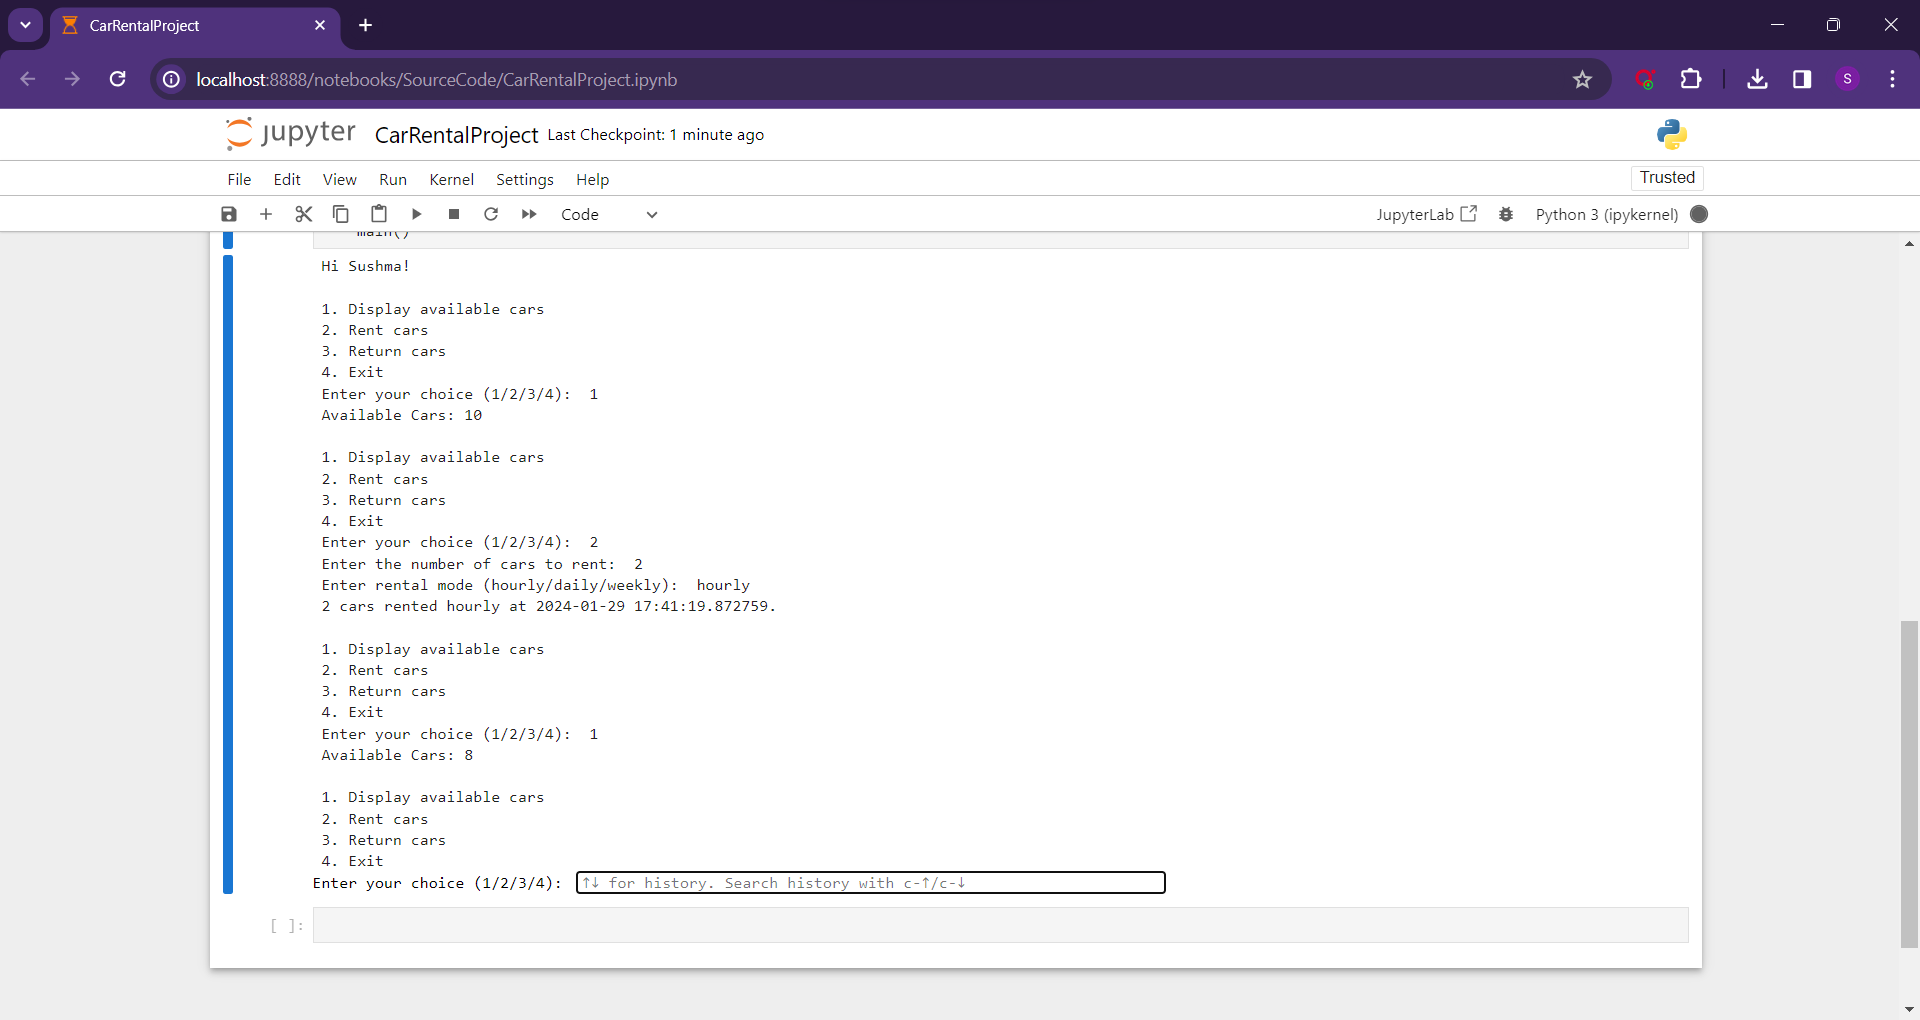 CarRentalProject
localhost:8888/notebooks/SourceCode/CarRentalProject.ipynb
S
jupyter CarRentalProject Last Checkpoint: 1 minute ago
File Edit View Run Kernel Settings Help
Trusted
Code
JupyterLab
Python 3 (ipykernel)
main()
Hi Sushma!
1. Display available cars
2. Rent cars
3. Return cars
4. Exit
Enter your choice (1/2/3/4): 1
Available Cars: 10
1. Display available cars
2. Rent cars
3. Return cars
4. Exit
Enter your choice (1/2/3/4): 2
Enter the number of cars to rent: 2
Enter rental mode (hourly/daily/weekly): hourly
2 cars rented hourly at 2024-01-29 17:41:19.872759.
1. Display available cars
2. Rent cars
3. Return cars
4. Exit
Enter your choice (1/2/3/4): 1
Available Cars: 8
1. Display available cars
2. Rent cars
3. Return cars
4. Exit
Enter your choice (1/2/3/4): ↑↓ for history. Search history with c-↑/c-↓
[ ]: